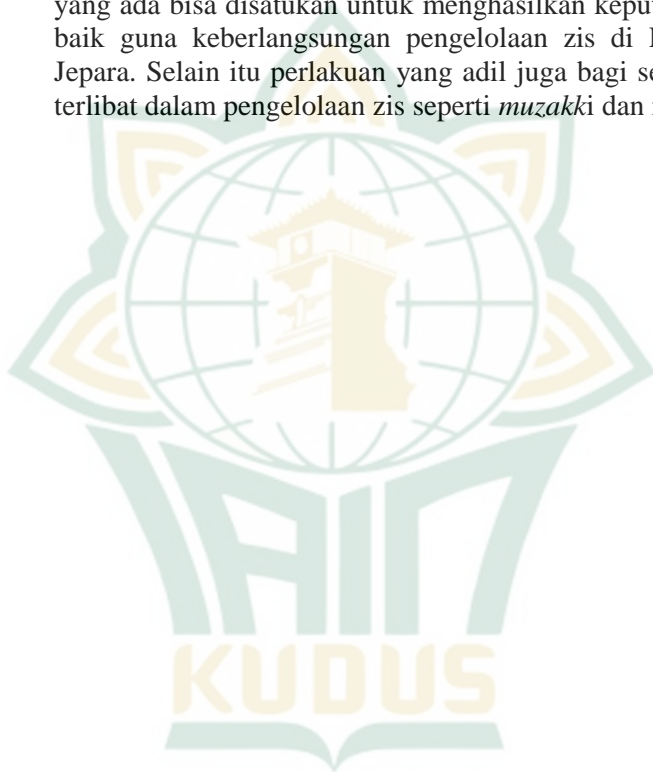 yang ada bisa disatukan untuk menghasilkan keput
baik guna keberlangsungan pengelolaan zis di
Jepara. Selain itu perlakuan yang adil juga bagi se
terlibat dalam pengelolaan zis seperti muzakki dan
IAIN
KUDUS